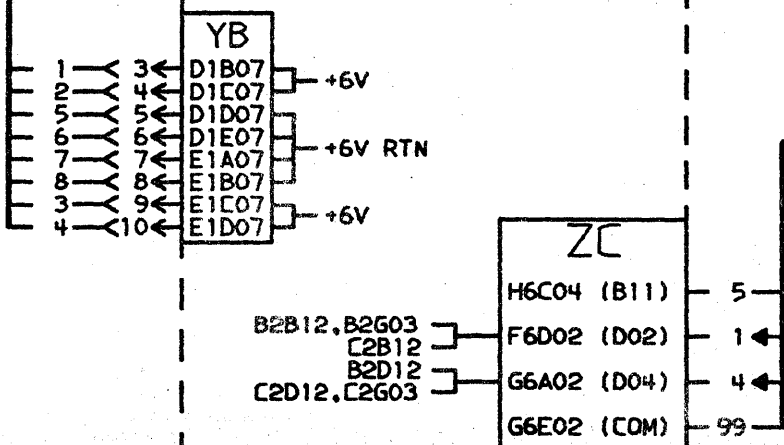 YB
1 3 D1B07
2 4 D1C07 +6V
5 5 D1D07
6 6 D1E07
7 7 E1A07 +6V RTN
8 8 E1B07
3 9 E1C07
4 10 E1D07 +6V
ZC
H6C04 (B11) 5
B2B12,B2G03
C2B12 F6D02 (D02) 1
B2D12
C2D12,C2G03 G6A02 (D04) 4
G6E02 (COM) 99